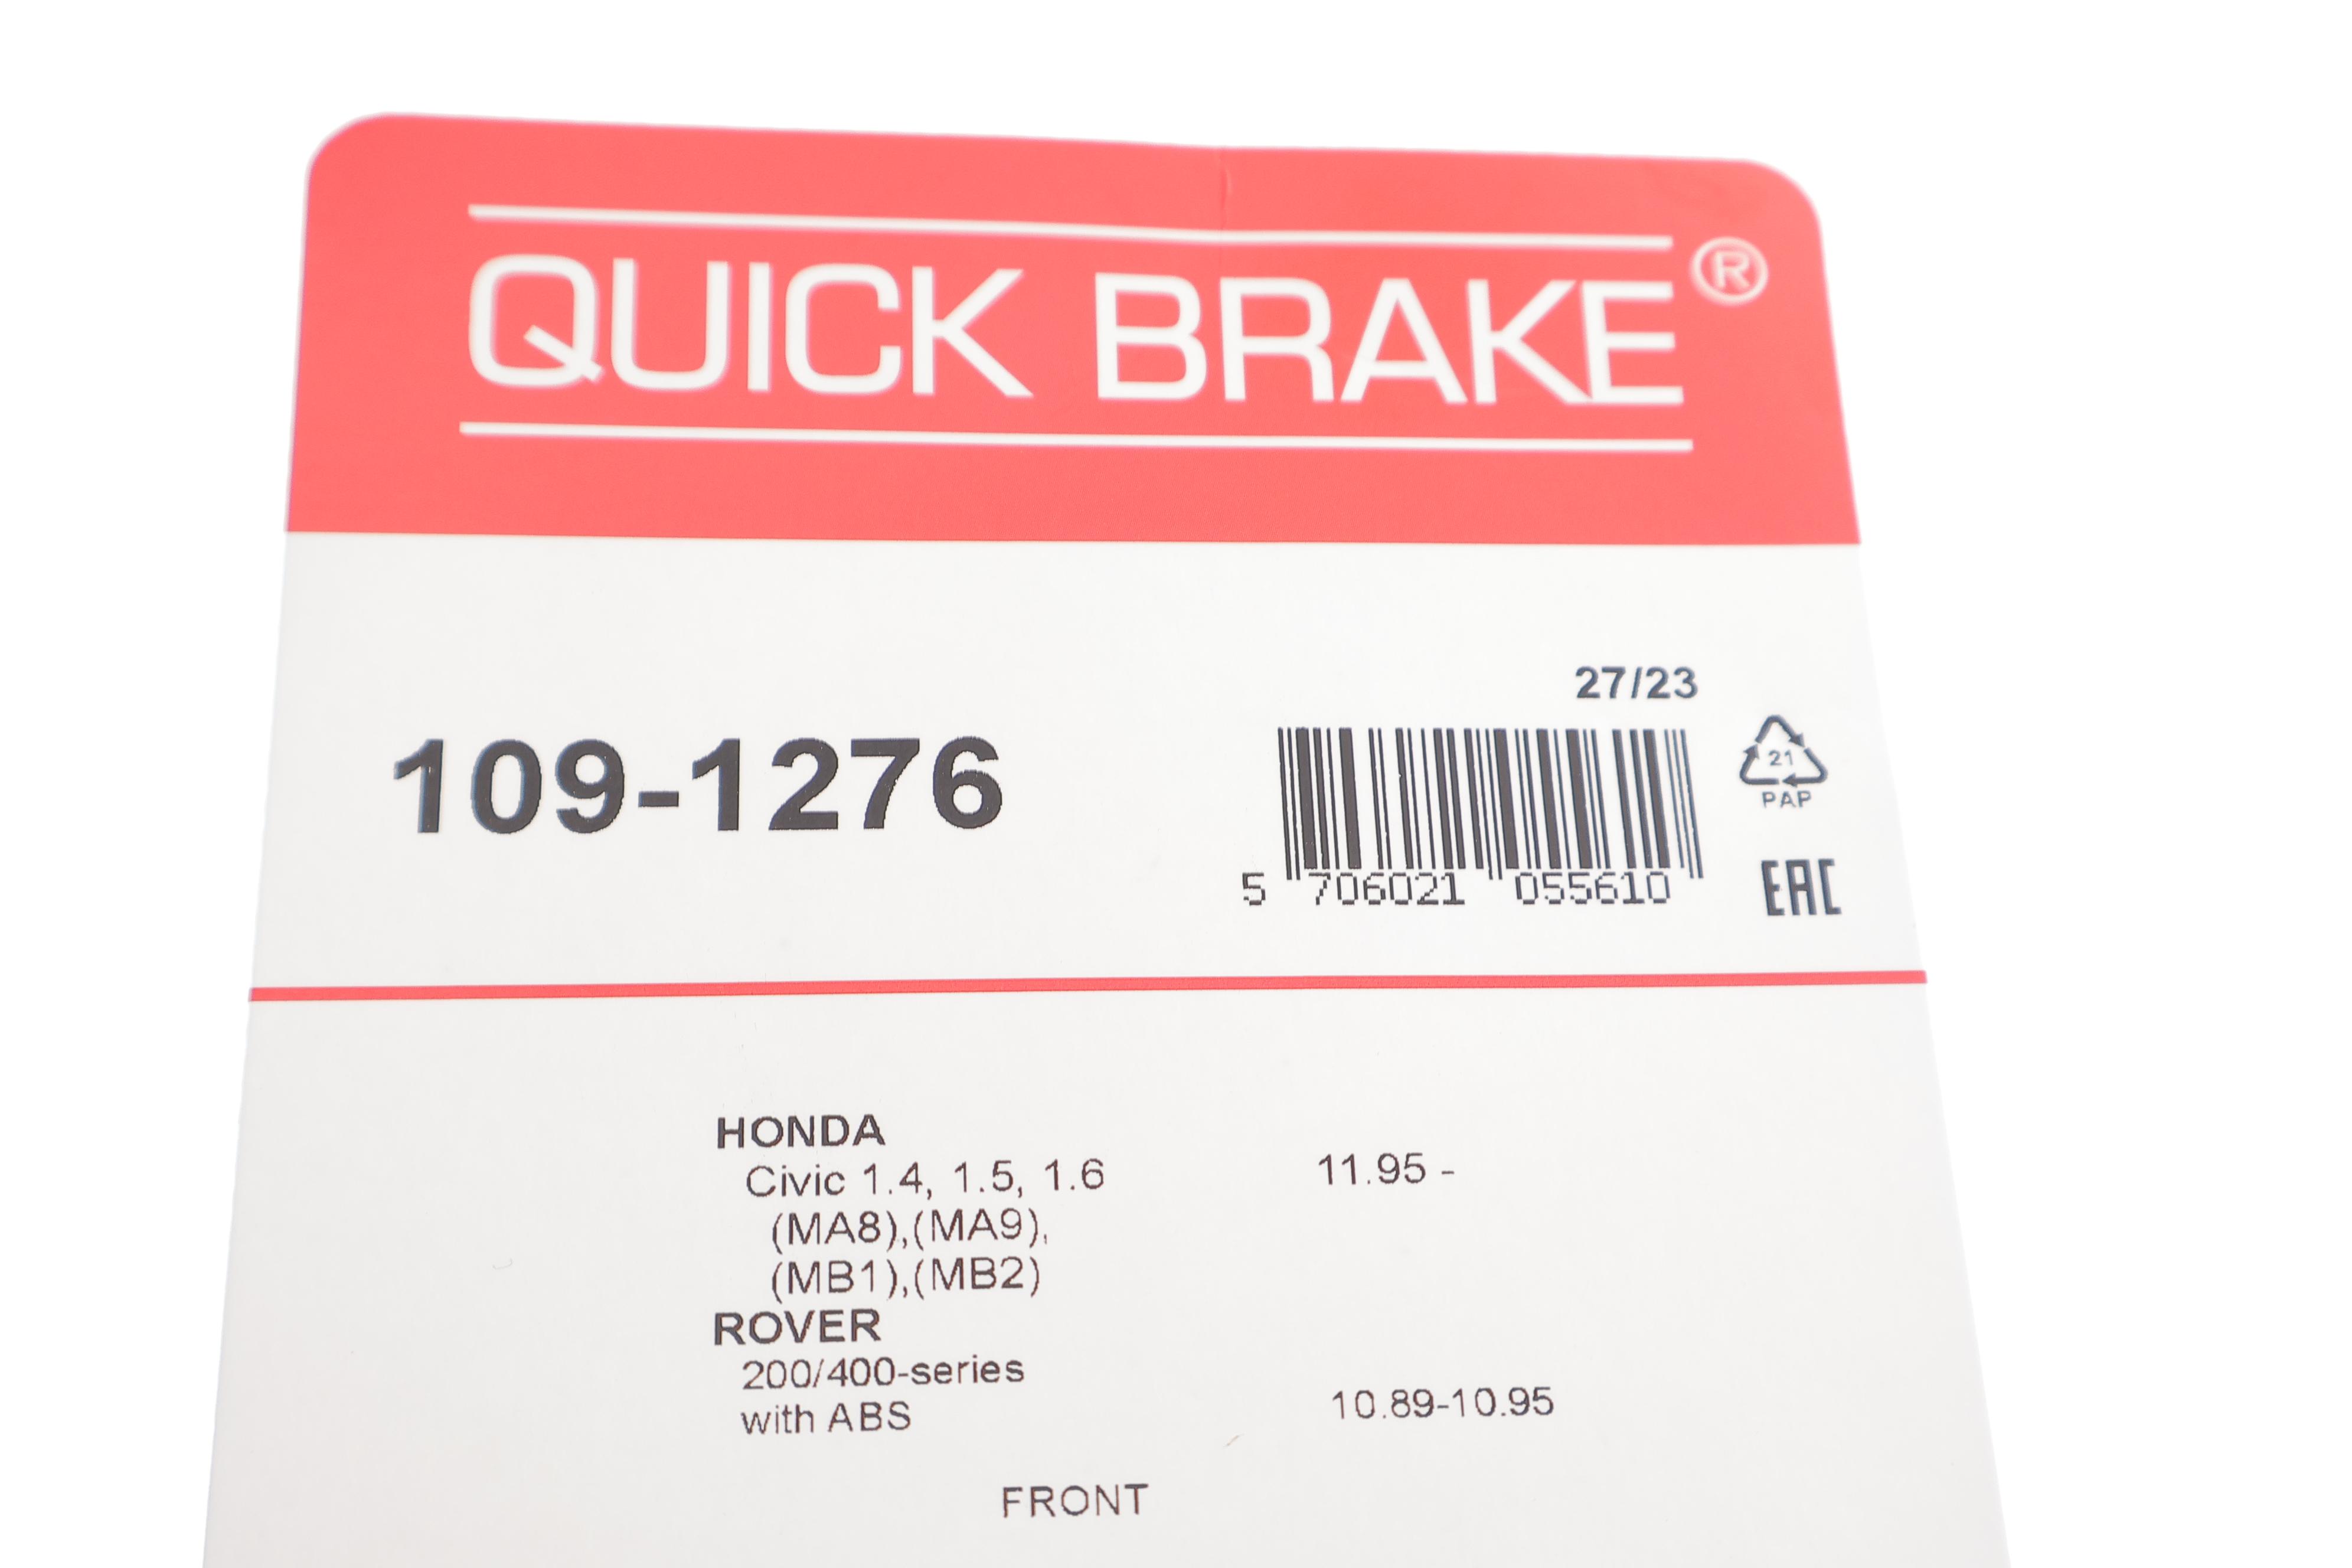 QUICK BRAKE®
27/23
109-1276
21
PAP
5 706021 055610
EAC
HONDA
Civic 1.4, 1.5, 1.6 11.95 -
(MA8),(MA9),
(MB1),(MB2)
ROVER
200/400-series
with ABS 10.89-10.95
FRONT